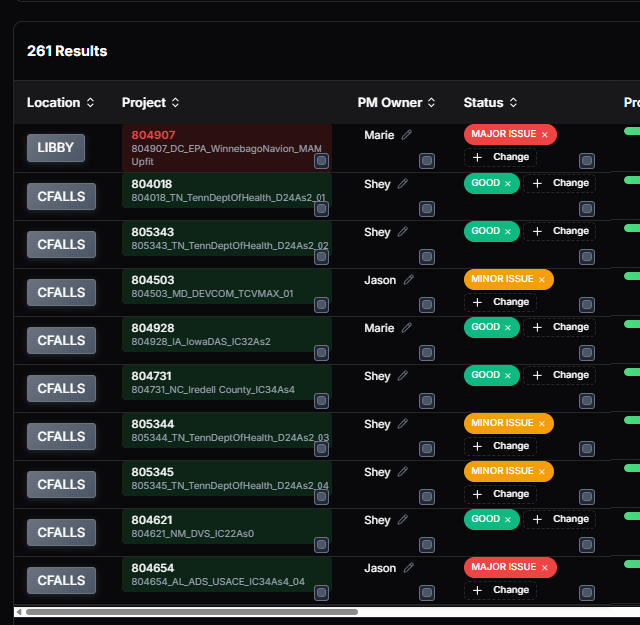 261 Results
Location Project PM Owner Status Pro
LIBBY 804907 Marie MAJOR ISSUE ×
804907_DC_EPA_WinnebagoNavion_MAM
Upfit
+ Change
CFALLS 804018 Shey GOOD × + Change
804018_TN_TennDeptOfHealth_D24As2_01
CFALLS 805343 Shey GOOD × + Change
805343_TN_TennDeptOfHealth_D24As2_02
CFALLS 804503 Jason MINOR ISSUE ×
804503_MD_DEVCOM_TCVMAX_01
+ Change
CFALLS 804928 Marie GOOD × + Change
804928_IA_IowaDAS_IC32As2
CFALLS 804731 Shey GOOD × + Change
804731_NC_Iredell County_IC34As4
CFALLS 805344 Shey MINOR ISSUE ×
805344_TN_TennDeptOfHealth_D24As2_03
+ Change
CFALLS 805345 Shey MINOR ISSUE ×
805345_TN_TennDeptOfHealth_D24As2_04
+ Change
CFALLS 804621 Shey GOOD × + Change
804621_NM_DVS_IC22As0
CFALLS 804654 Jason MAJOR ISSUE ×
804654_AL_ADS_USACE_IC34As4_04
+ Change